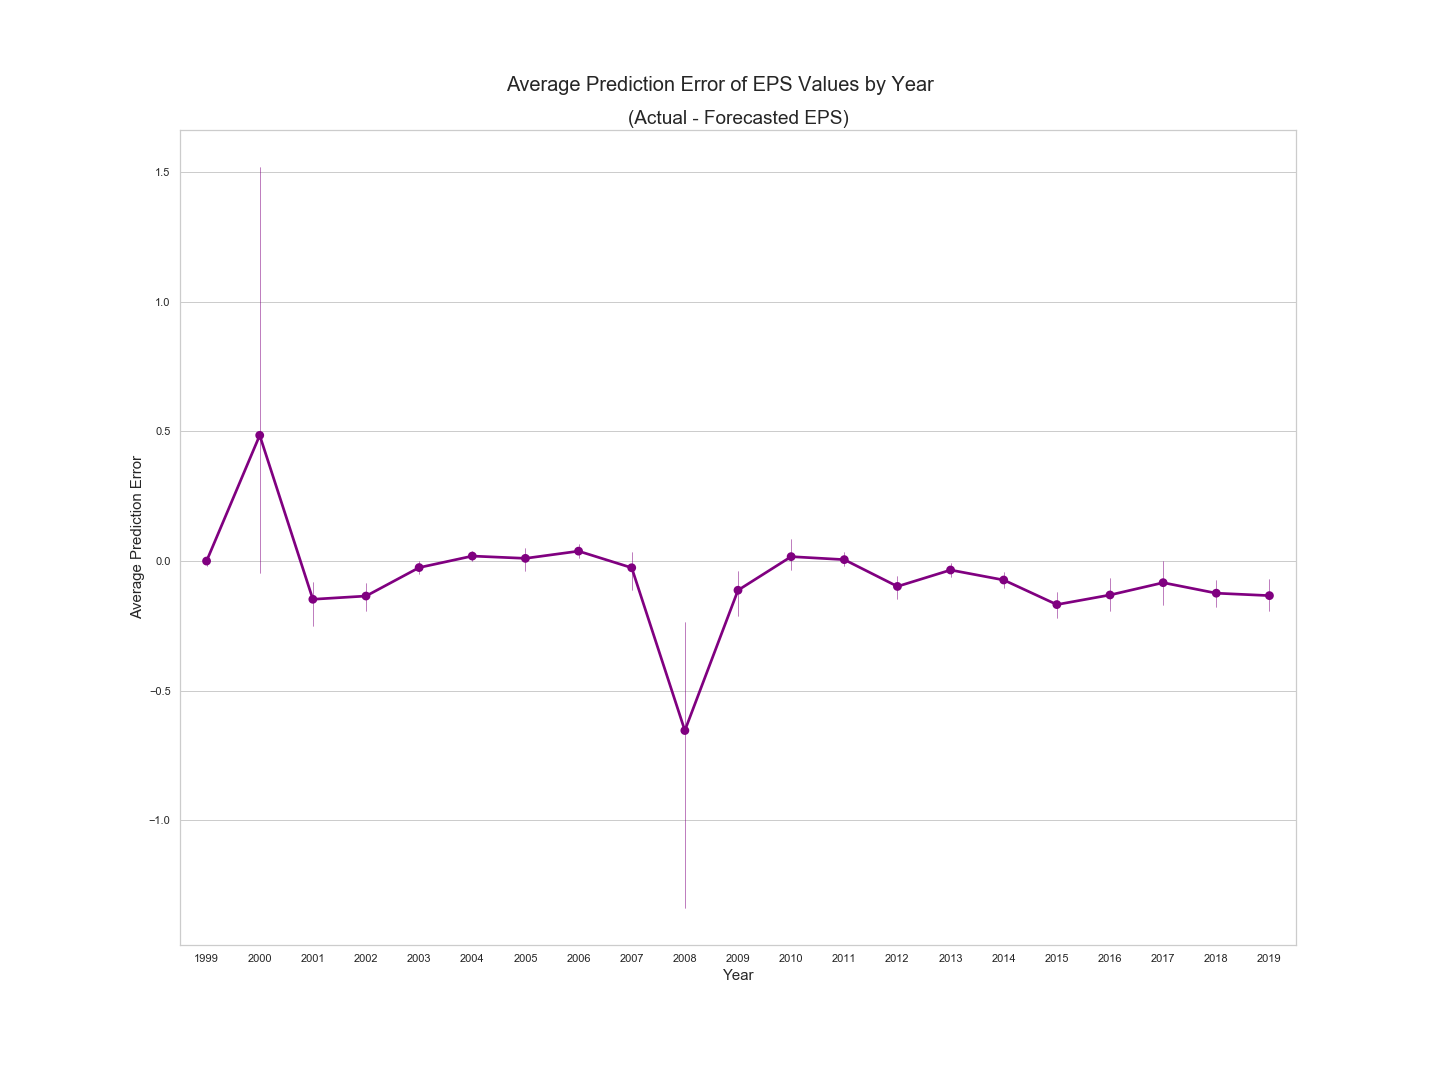 Average Prediction Error of EPS Values by Year
(Actual - Forecasted EPS)
1.5
1.0
0.5
0.0
−0.5
−1.0
Average Prediction Error
1999 2000 2001 2002 2003 2004 2005 2006 2007 2008 2009 2010 2011 2012 2013 2014 2015 2016 2017 2018 2019
Year